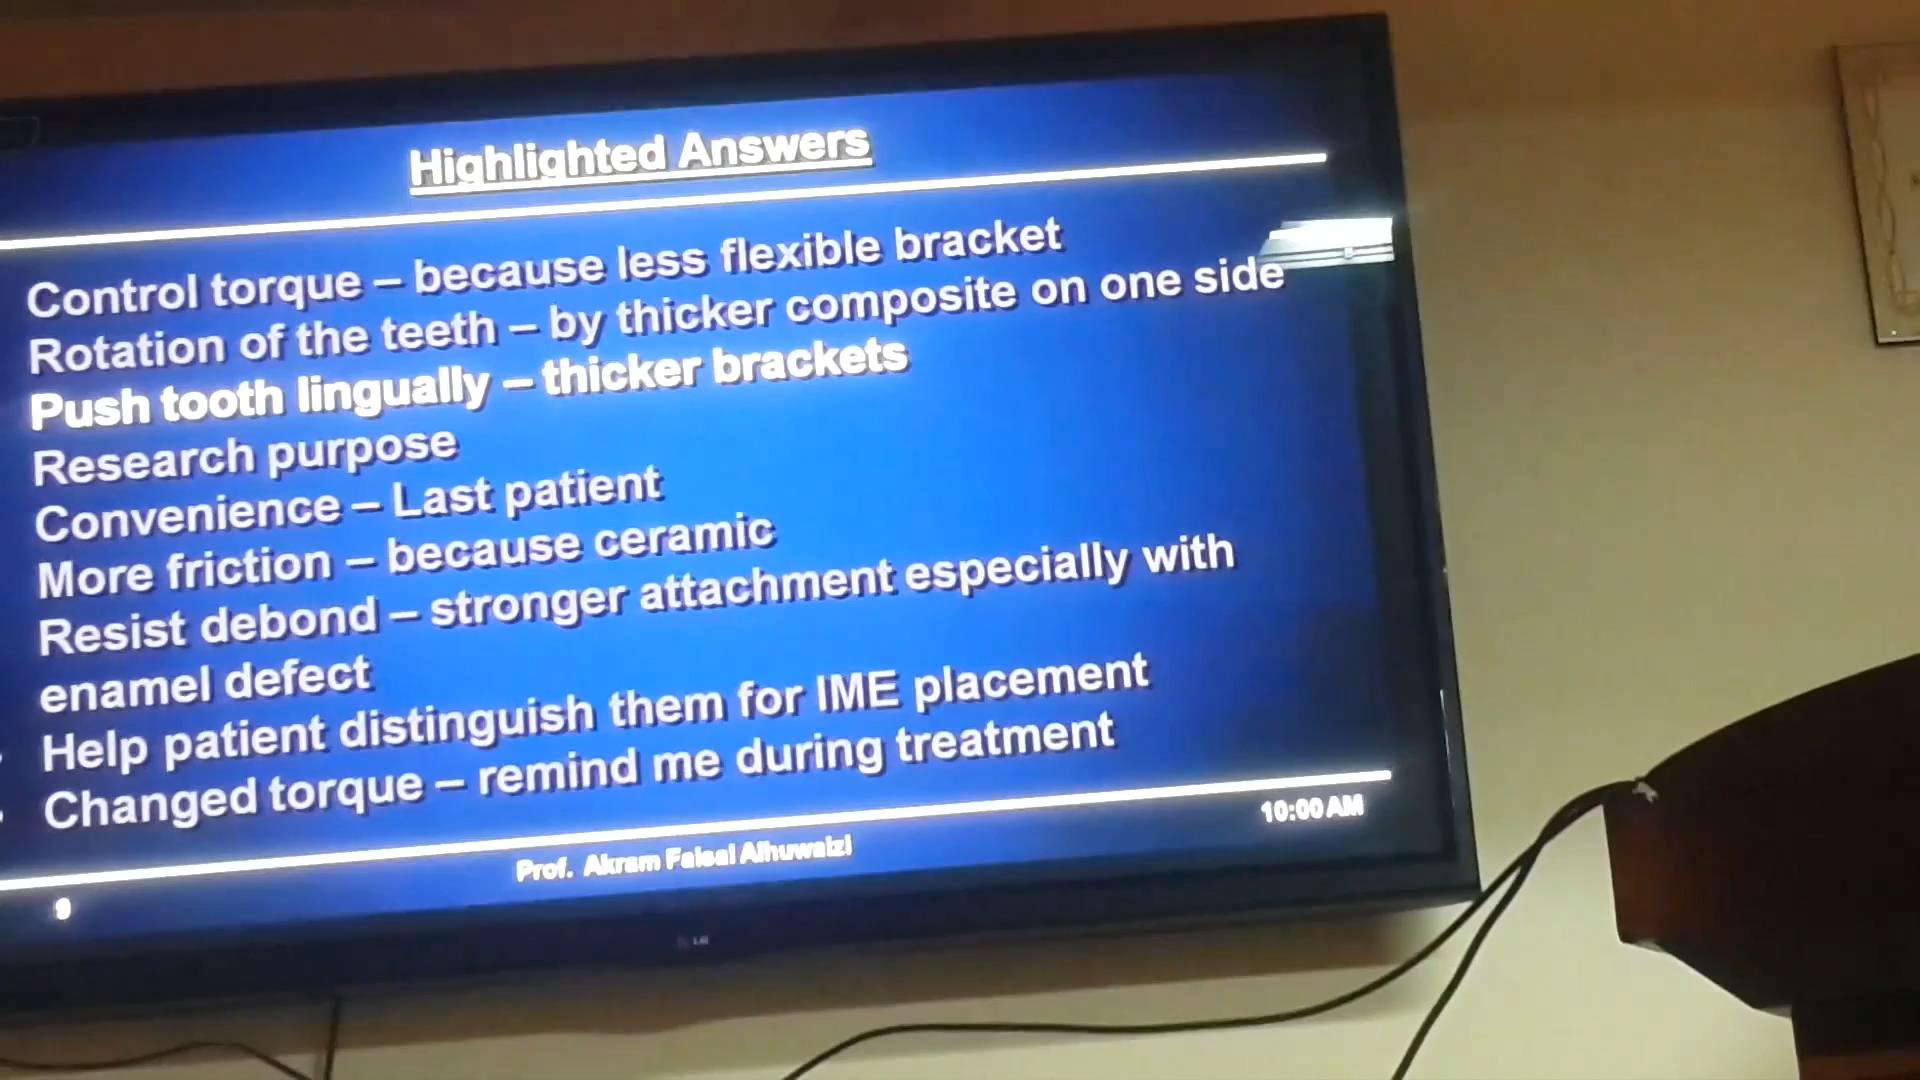 Highlighted Answers
Control torque – because less flexible bracket
Rotation of the teeth – by thicker composite on one side
Push tooth lingually – thicker brackets
Research purpose
Convenience – Last patient
More friction – because ceramic
Resist debond – stronger attachment especially with
enamel defect
Help patient distinguish them for IME placement
Changed torque – remind me during treatment
10:00 AM
Prof. Akram Faisal Alhuwaizi
9
LG